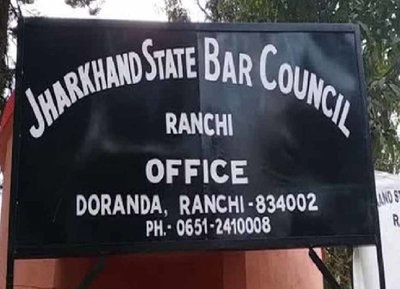 JHARKHAND STATE BAR COUNCIL
RANCHI
OFFICE
DORANDA, RANCHI-834002
PH.- 0651-2410008